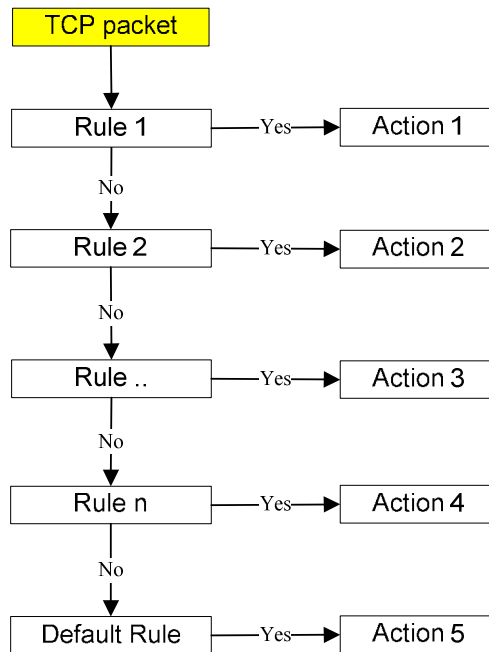 TCP packet
Rule 1
Yes
Action 1
No
Rule 2
Yes
Action 2
No
Rule ..
Yes
Action 3
No
Rule n
Yes
Action 4
No
Default Rule
Yes
Action 5